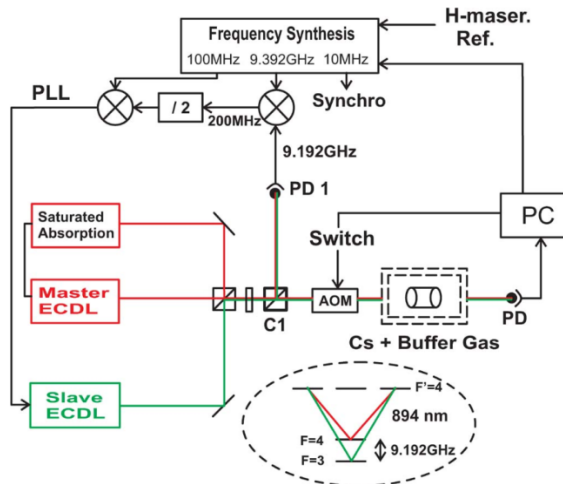 Frequency Synthesis
100MHz 9.392GHz 10MHz
H-maser.
Ref.
PLL
/ 2
200MHz
Synchro
9.192GHz
PD 1
Saturated
Absorption
Switch
PC
Master
ECDL
C1
AOM
PD
Cs + Buffer Gas
Slave
ECDL
F'=4
894 nm
F=4
9.192GHz
F=3